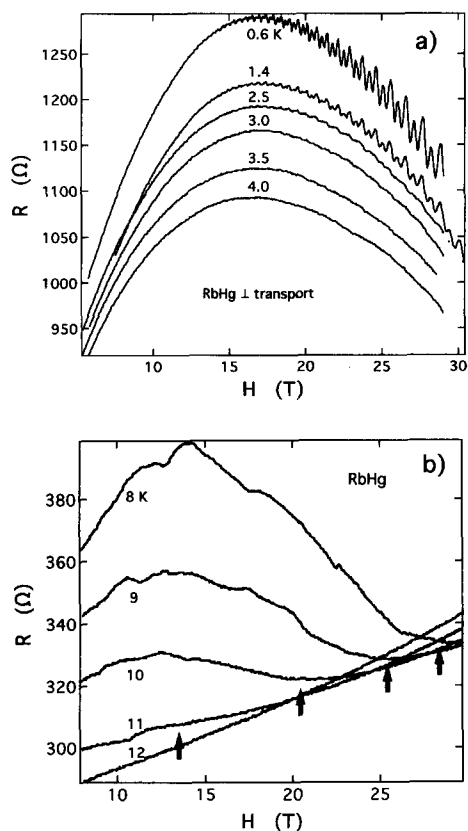 a)
1250
1200
1150
1100
1050
1000
950
R (Ω)
0.6 K
1.4
2.5
3.0
3.5
4.0
RbHg ⊥ transport
10 15 20 25 30
H (T)
b)
RbHg
380
360
340
320
300
R (Ω)
8 K
9
10
11
12
10 15 20 25
H (T)